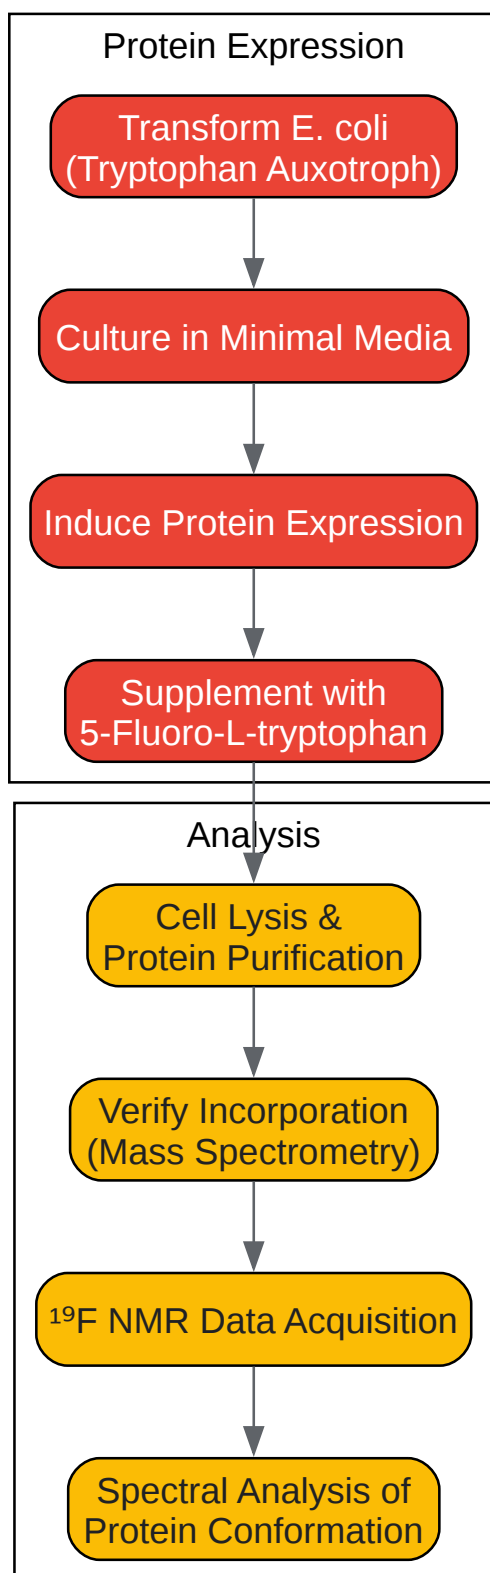 Protein Expression
Transform E. coli
(Tryptophan Auxotroph)
Culture in Minimal Media
Induce Protein Expression
Supplement with
5-Fluoro-L-tryptophan
Analysis
Cell Lysis &
Protein Purification
Verify Incorporation
(Mass Spectrometry)
¹⁹F NMR Data Acquisition
Spectral Analysis of
Protein Conformation